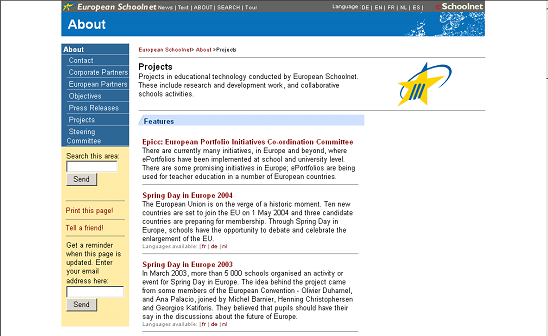 European Schoolnet News | Text | ABOUT | SEARCH | Tour Language: DE | EN | FR | NL | ES | Schoolnet
About
About
Contact
Corporate Partners
European Partners
Objectives
Press Releases
Projects
Steering
Committee
Search this area:
Send
Print this page!
Tell a friend!
Get a reminder
when this page is
updated. Enter
your email
address here:
Send
European Schoolnet> About >Projects
Projects
Projects in educational technology conducted by European Schoolnet.
These include research and development work, and collaborative
schools activities.
Features
Epicc: European Portfolio Initiatives Co-ordination Committee
There are currently many initiatives, in Europe and beyond, where
ePortfolios have been implemented at school and university level.
There are some promising initiatives in Europe; ePortfolios are being
used for teacher education in a number of European countries.
Spring Day in Europe 2004
The European Union is on the verge of a historic moment. Ten new
countries are set to join the EU on 1 May 2004 and three candidate
countries are preparing for membership. Through Spring Day in
Europe, schools have the opportunity to debate and celebrate the
enlargement of the EU.
Languages available: | fr | de | nl
Spring Day in Europe 2003
In March 2003, more than 5 000 schools organised an activity or
event for Spring Day in Europe. The idea behind the project came
from some members of the European Convention - Olivier Duhamel,
and Ana Palacio, joined by Michel Barnier, Henning Christophersen
and Georgios Katiforis. They believed that pupils should have their
say in the discussions about the future of Europe.
Languages available: | fr | de | nl